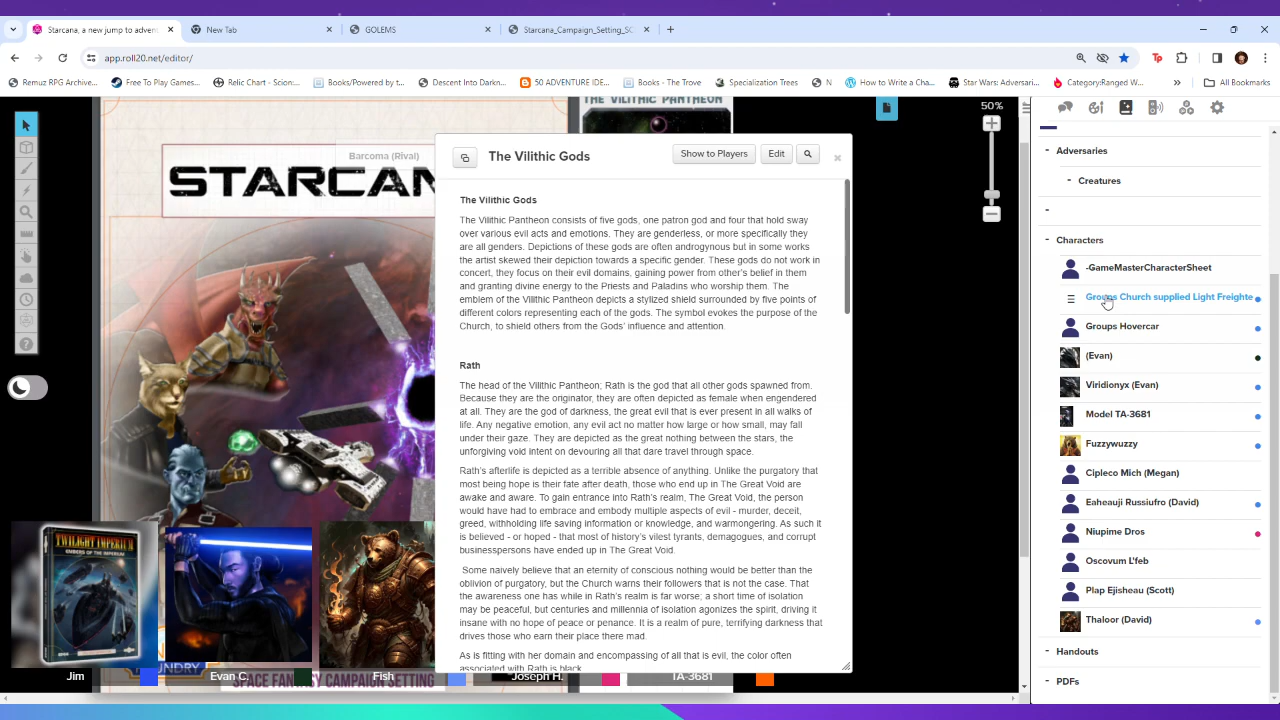 Starcana, a new jump to adven
New Tab
GOLEMS
Starcana_Campaign_Setting_SC
app.roll20.net/editor/
Remuz RPG Archive...
Free To Play Games...
Relic Chart - Scion:...
Books/Powered by t...
Descent Into Darkn...
50 ADVENTURE IDE...
Books - The Trove
Specialization Trees
N
How to Write a Cha...
Star Wars: Adversari...
Category:Ranged W...
All Bookmarks
THE VILITHIC PANTHEON
50%
Barcoma (Rival)
STARCAN
The Vilithic Gods
Show to Players
Edit
The Vilithic Gods
The Vilithic Pantheon consists of five gods, one patron god and four that hold sway
over various evil acts and emotions. They are genderless, or more specifically they
are all genders. Depictions of these gods are often androgynous but in some works
the artist skewed their depiction towards a specific gender. These gods do not work in
concert, they focus on their evil domains, gaining power from other's belief in them
and granting divine energy to the Priests and Paladins who worship them. The
emblem of the Vilithic Pantheon depicts a stylized shield surrounded by five points of
different colors representing each of the gods. The symbol evokes the purpose of the
Church, to shield others from the Gods' influence and attention.
Rath
The head of the Vilithic Pantheon; Rath is the god that all other gods spawned from.
Because they are the originator, they are often depicted as female when engendered
at all. They are the god of darkness, the great evil that is ever present in all walks of
life. Any negative emotion, any evil act no matter how large or how small, may fall
under their gaze. They are depicted as the great nothing between the stars, the
unforgiving void intent on devouring all that dare travel through space.
Rath's afterlife is depicted as a terrible absence of anything. Unlike the purgatory that
most being hope is their fate after death, those who end up in The Great Void are
awake and aware. To gain entrance into Rath's realm, The Great Void, the person
would have had to embrace and embody multiple aspects of evil - murder, deceit,
greed, withholding life saving information or knowledge, and warmongering. As such it
is believed - or hoped - that most of history's vilest tyrants, demagogues, and corrupt
businesspersons have ended up in The Great Void.
Some naively believe that an eternity of conscious nothing would be better than the
oblivion of purgatory, but the Church warns their followers that is not the case. That
the awareness one has while in Rath's realm is far worse; a short time of isolation
may be peaceful, but centuries and millennia of isolation agonizes the spirit, driving it
insane with no hope of peace or penance. It is a realm of pure, terrifying darkness that
drives those who earn their place there mad.
As is fitting with her domain and encompassing of all that is evil, the color often
associated with Rath is black.
Adversaries
Creatures
Characters
-GameMasterCharacterSheet
Groups Church supplied Light Freighte
Groups Hovercar
(Evan)
Viridionyx (Evan)
Model TA-3681
Fuzzywuzzy
Cipleco Mich (Megan)
Eaheauji Russiufro (David)
Niupime Dros
Oscovum L'feb
Plap Ejisheau (Scott)
Thaloor (David)
Handouts
PDFs
TWILIGHT IMPERIUM
EMBERS OF THE IMPERIUM
FOUNDRY
SPACE FANTASY CAMPAIGN SETTING
Jim
Evan C.
Fish
Joseph H.
TA-3681